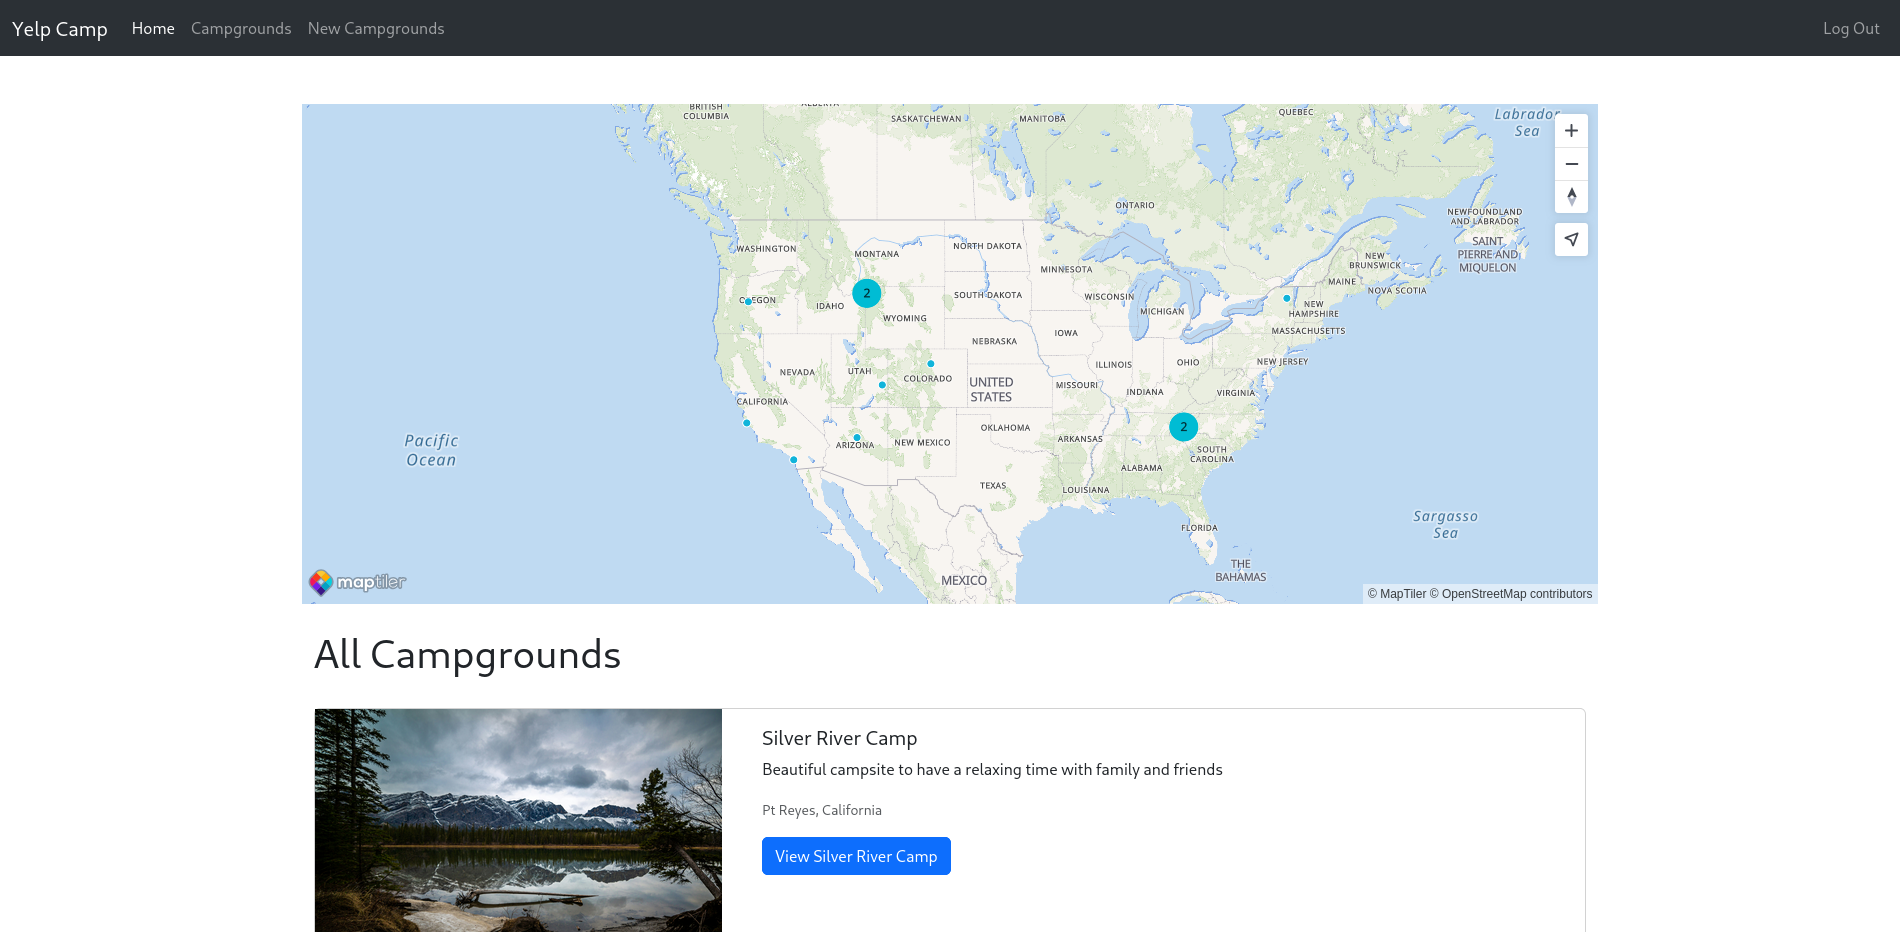 Yelp Camp Home Campgrounds New Campgrounds Log Out
BRITISH
COLUMBIA
ALBERTA
SASKATCHEWAN
MANITOBA
QUEBEC
Labrador
Sea
ONTARIO
NEWFOUNDLAND
AND LABRADOR
SAINT
PIERRE AND
MIQUELON
WASHINGTON
MONTANA
NORTH DAKOTA
MINNESOTA
NEW
BRUNSWICK
MAINE
NOVA SCOTIA
OREGON
IDAHO
2
WYOMING
SOUTH DAKOTA
WISCONSIN
MICHIGAN
NEW
HAMPSHIRE
MASSACHUSETTS
IOWA
NEBRASKA
NEVADA
UTAH
COLORADO
UNITED
STATES
ILLINOIS
OHIO
NEW JERSEY
MISSOURI
INDIANA
VIRGINIA
CALIFORNIA
ARIZONA
NEW MEXICO
OKLAHOMA
ARKANSAS
2
SOUTH
CAROLINA
ALABAMA
TEXAS
LOUISIANA
Pacific
Ocean
FLORIDA
Sargasso
Sea
THE
BAHAMAS
MEXICO
maptiler
© MapTiler © OpenStreetMap contributors
All Campgrounds
Silver River Camp
Beautiful campsite to have a relaxing time with family and friends
Pt Reyes, California
View Silver River Camp